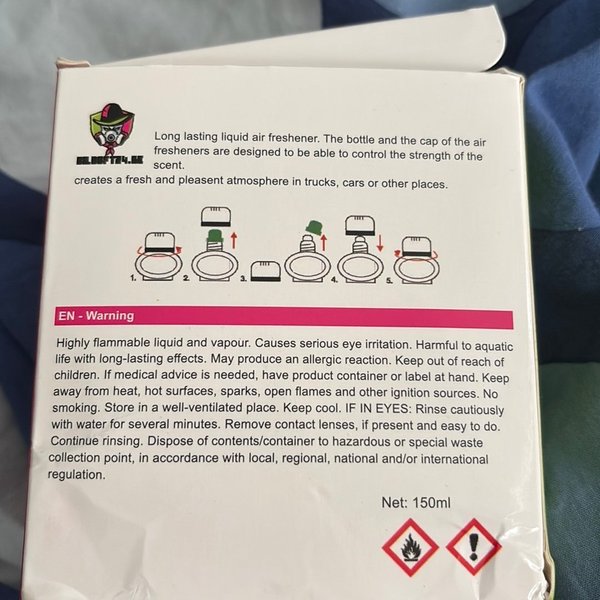 Long lasting liquid air freshener. The bottle and the cap of the air
fresheners are designed to be able to control the strength of the
scent.
creates a fresh and pleasent atmosphere in trucks, cars or other places.
1. 2. 3. 4. 5.
EN - Warning
Highly flammable liquid and vapour. Causes serious eye irritation. Harmful to aquatic
life with long-lasting effects. May produce an allergic reaction. Keep out of reach of
children. If medical advice is needed, have product container or label at hand. Keep
away from heat, hot surfaces, sparks, open flames and other ignition sources. No
smoking. Store in a well-ventilated place. Keep cool. IF IN EYES: Rinse cautiously
with water for several minutes. Remove contact lenses, if present and easy to do.
Continue rinsing. Dispose of contents/container to hazardous or special waste
collection point, in accordance with local, regional, national and/or international
regulation.
Net: 150ml